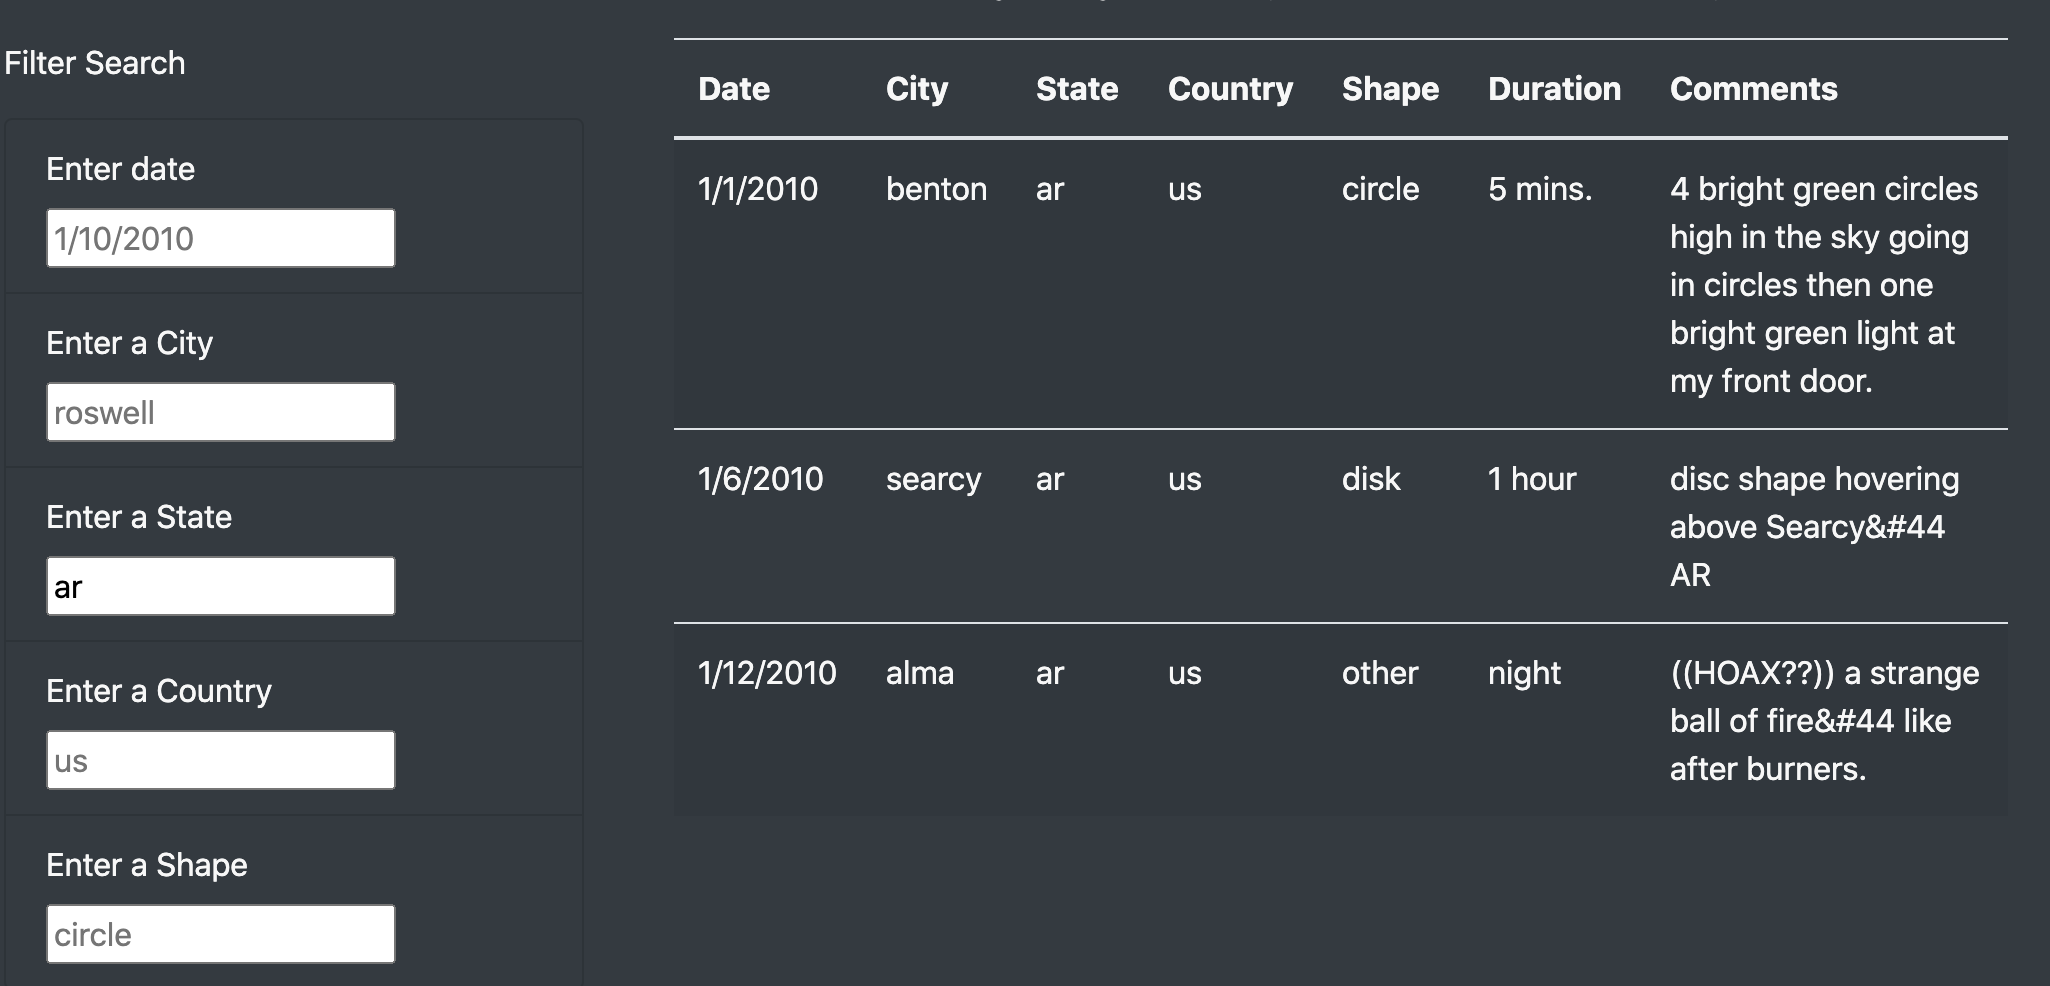 Filter Search
Enter date
1/10/2010
Enter a City
roswell
Enter a State
ar
Enter a Country
us
Enter a Shape
circle
Date City State Country Shape Duration Comments
1/1/2010 benton ar us circle 5 mins. 4 bright green circles
high in the sky going
in circles then one
bright green light at
my front door.
1/6/2010 searcy ar us disk 1 hour disc shape hovering
above Searcy&#44
AR
1/12/2010 alma ar us other night ((HOAX??)) a strange
ball of fire&#44 like
after burners.